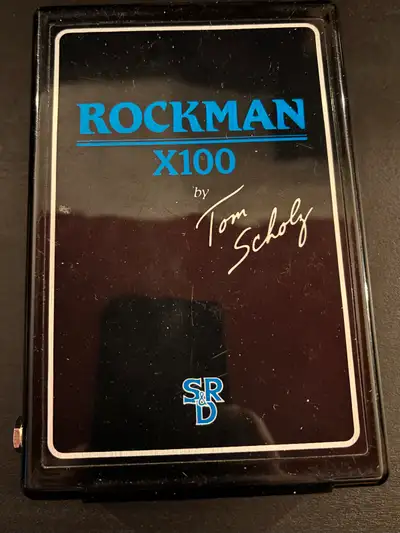 ROCKMAN
X100
by
Tom
Scholz
SR
&
D